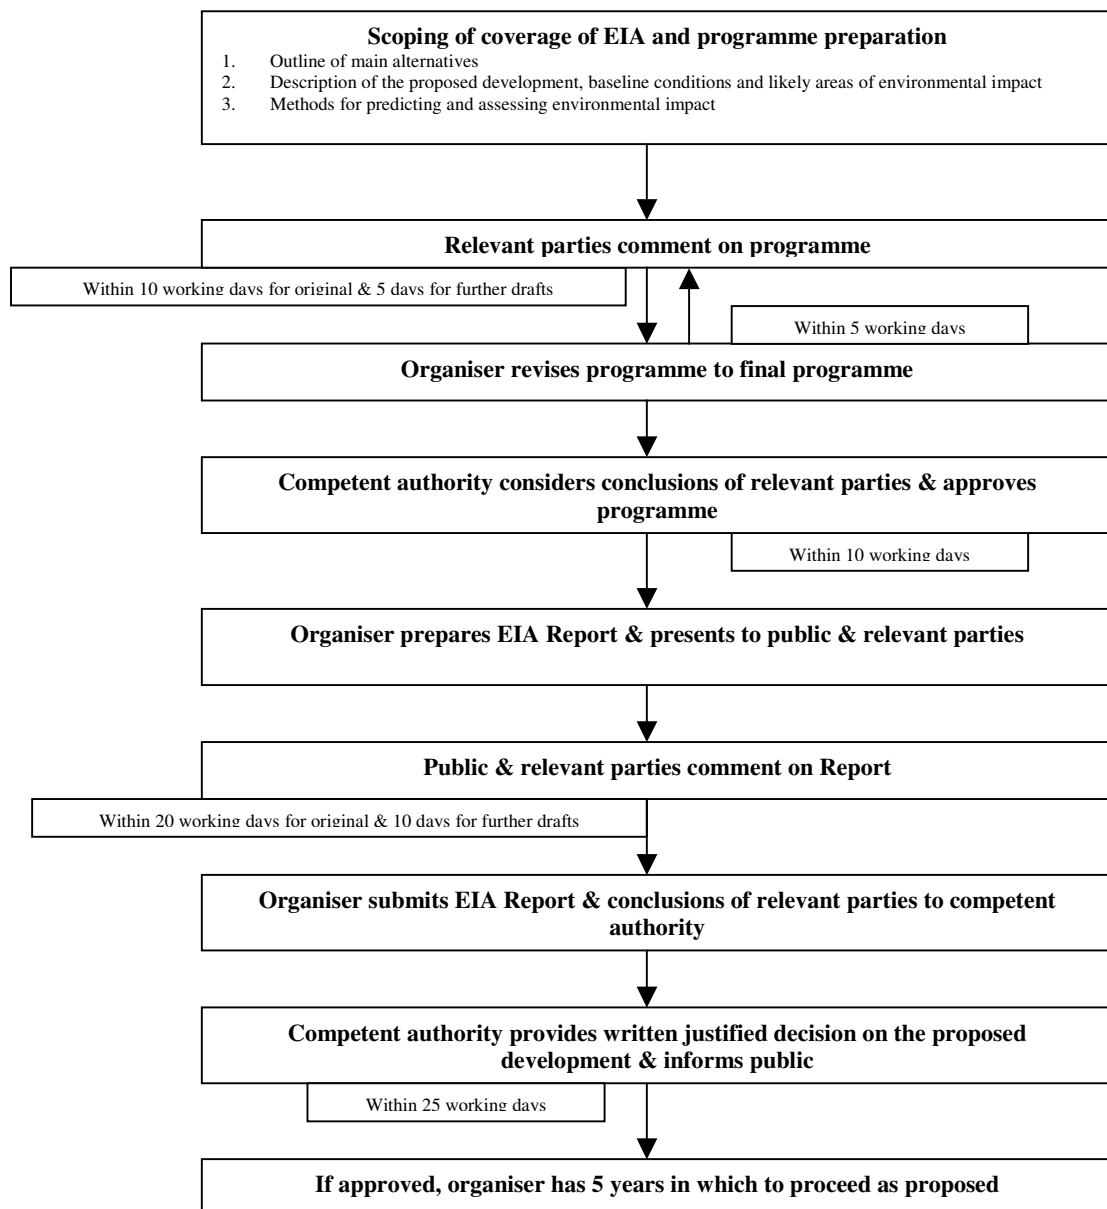 Scoping of coverage of EIA and programme preparation
1. Outline of main alternatives
2. Description of the proposed development, baseline conditions and likely areas of environmental impact
3. Methods for predicting and assessing environmental impact
Relevant parties comment on programme
Within 10 working days for original & 5 days for further drafts
Within 5 working days
Organiser revises programme to final programme
Competent authority considers conclusions of relevant parties & approves
programme
Within 10 working days
Organiser prepares EIA Report & presents to public & relevant parties
Public & relevant parties comment on Report
Within 20 working days for original & 10 days for further drafts
Organiser submits EIA Report & conclusions of relevant parties to competent
authority
Competent authority provides written justified decision on the proposed
development & informs public
Within 25 working days
If approved, organiser has 5 years in which to proceed as proposed